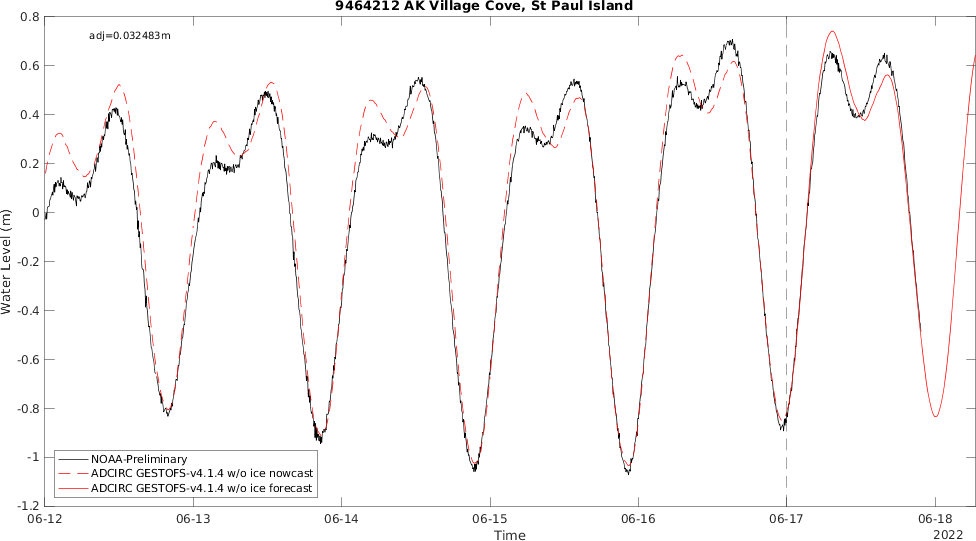 9464212 AK Village Cove, St Paul Island
adj=0.032483m
0.8
0.6
0.4
0.2
0
-0.2
-0.4
-0.6
-0.8
-1
-1.2
Water Level (m)
NOAA-Preliminary
ADCIRC GESTOFS-v4.1.4 w/o ice nowcast
ADCIRC GESTOFS-v4.1.4 w/o ice forecast
06-12 06-13 06-14 06-15 06-16 06-17 06-18
Time
2022